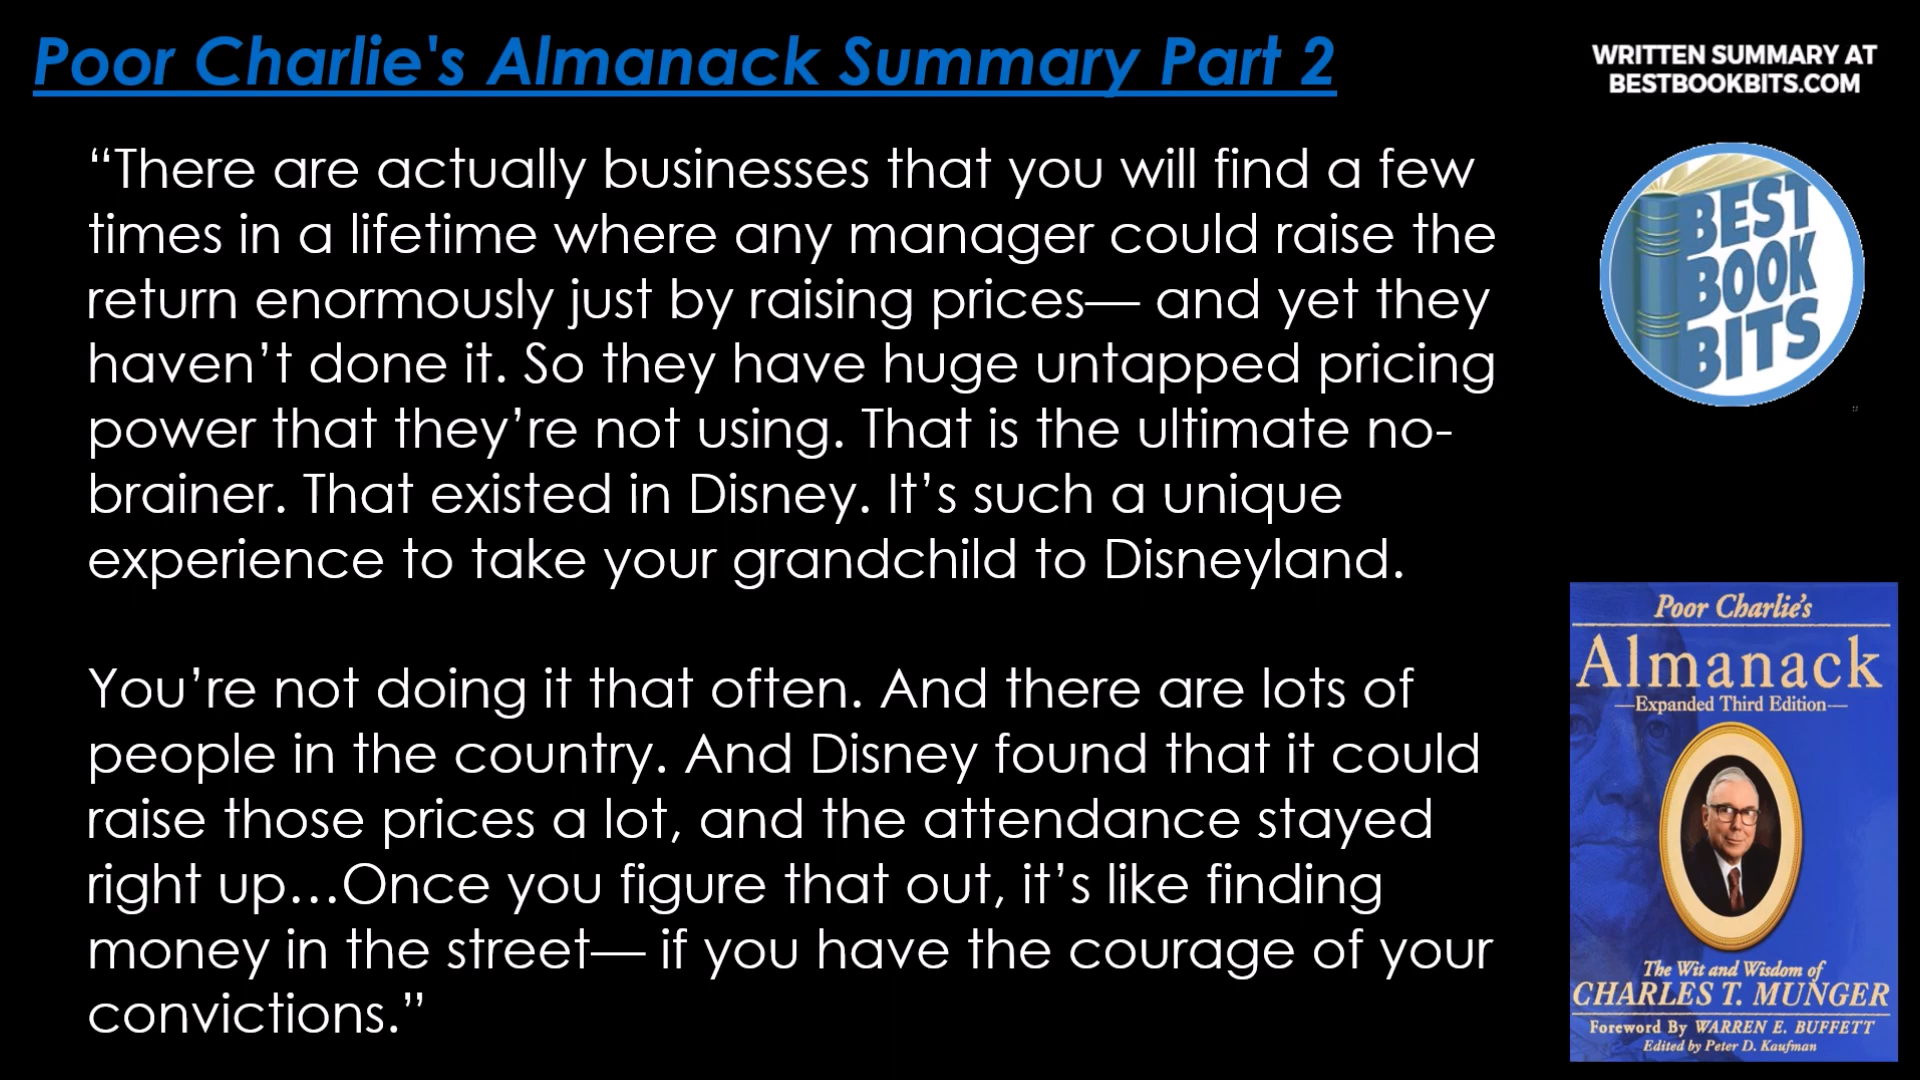 Poor Charlie's Almanack Summary Part 2
WRITTEN SUMMARY AT
BESTBOOKBITS.COM
“There are actually businesses that you will find a few
times in a lifetime where any manager could raise the
return enormously just by raising prices— and yet they
haven’t done it. So they have huge untapped pricing
power that they’re not using. That is the ultimate no-
brainer. That existed in Disney. It’s such a unique
experience to take your grandchild to Disneyland.
You’re not doing it that often. And there are lots of
people in the country. And Disney found that it could
raise those prices a lot, and the attendance stayed
right up…Once you figure that out, it’s like finding
money in the street— if you have the courage of your
convictions.”
BEST
BOOK
BITS
Poor Charlie's
Almanack
—Expanded Third Edition—
The Wit and Wisdom of
CHARLES T. MUNGER
Foreword By WARREN E. BUFFETT
Edited by Peter D. Kaufman